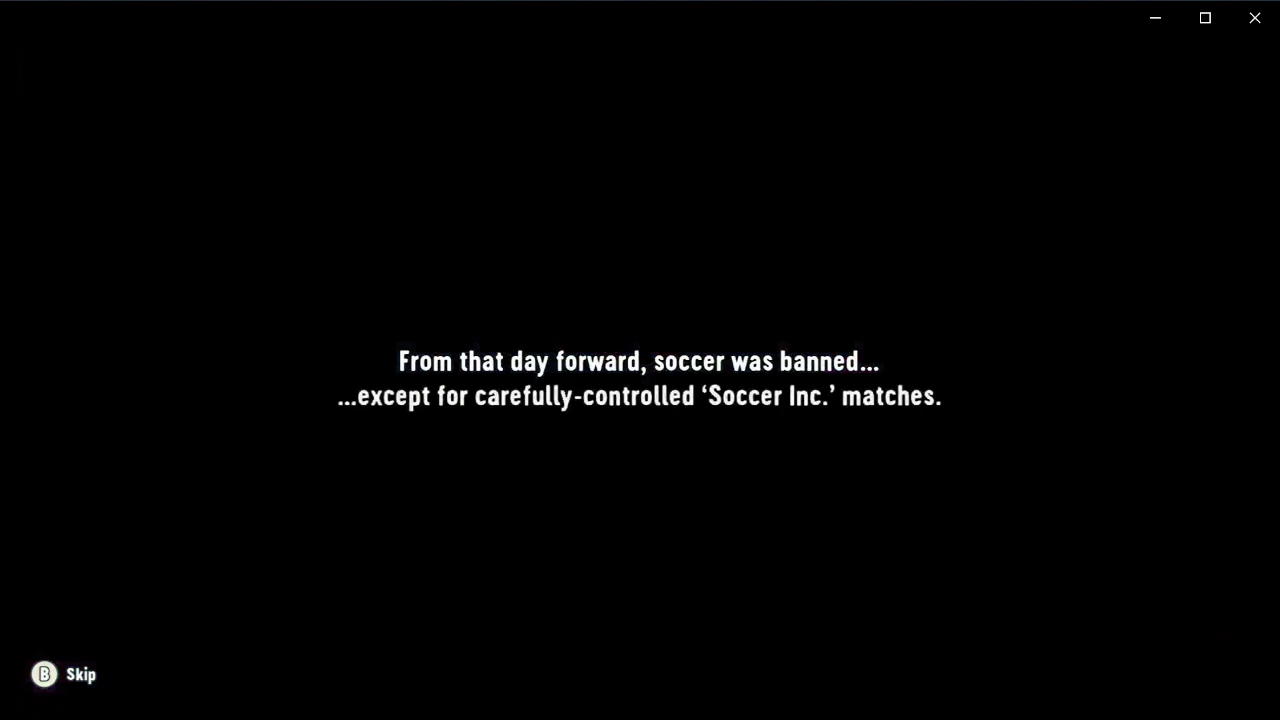 From that day forward, soccer was banned...
...except for carefully-controlled ‘Soccer Inc.’ matches.
B Skip